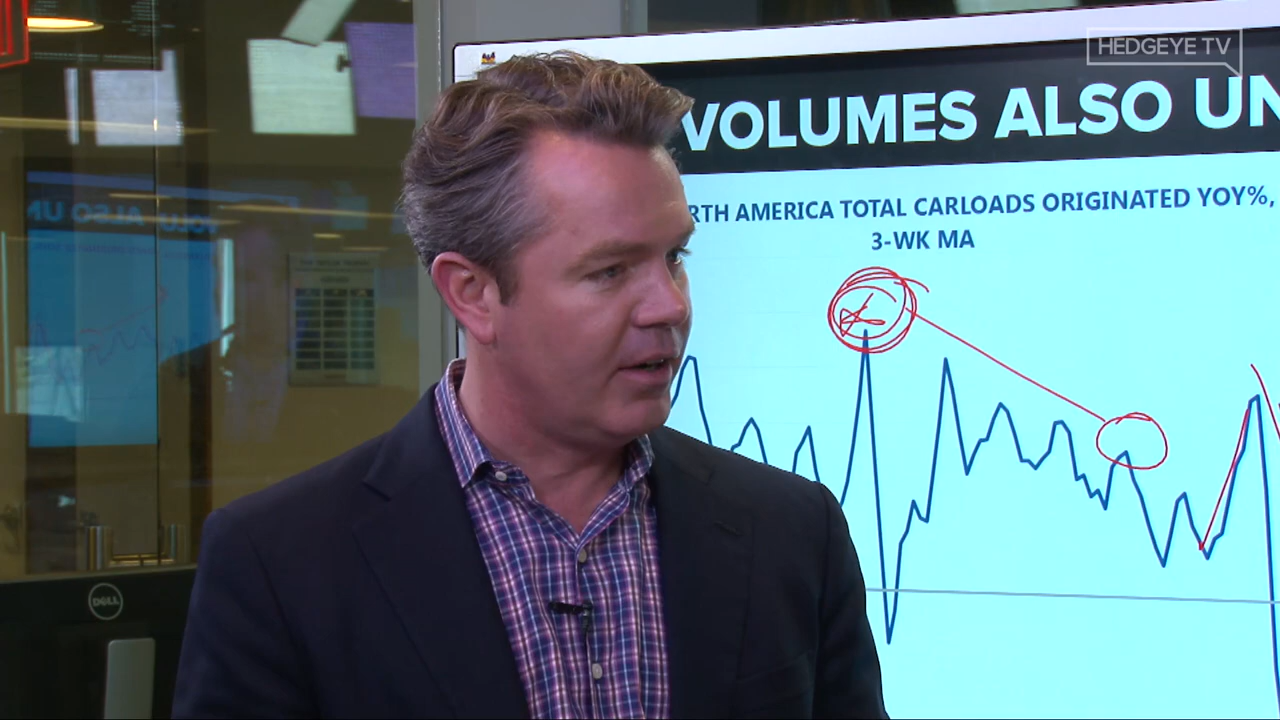 HEDGEYE TV
VOLUMES ALSO UN
RTH AMERICA TOTAL CARLOADS ORIGINATED YOY%,
3-WK MA
DELL